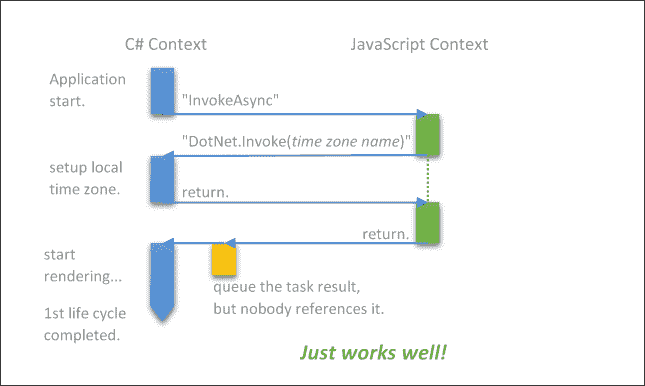 C# Context
JavaScript Context
Application
start.
"InvokeAsync"
"DotNet.Invoke(time zone name)"
setup local
time zone.
return.
return.
start
rendering...
queue the task result,
but nobody references it.
1st life cycle
completed.
Just works well!